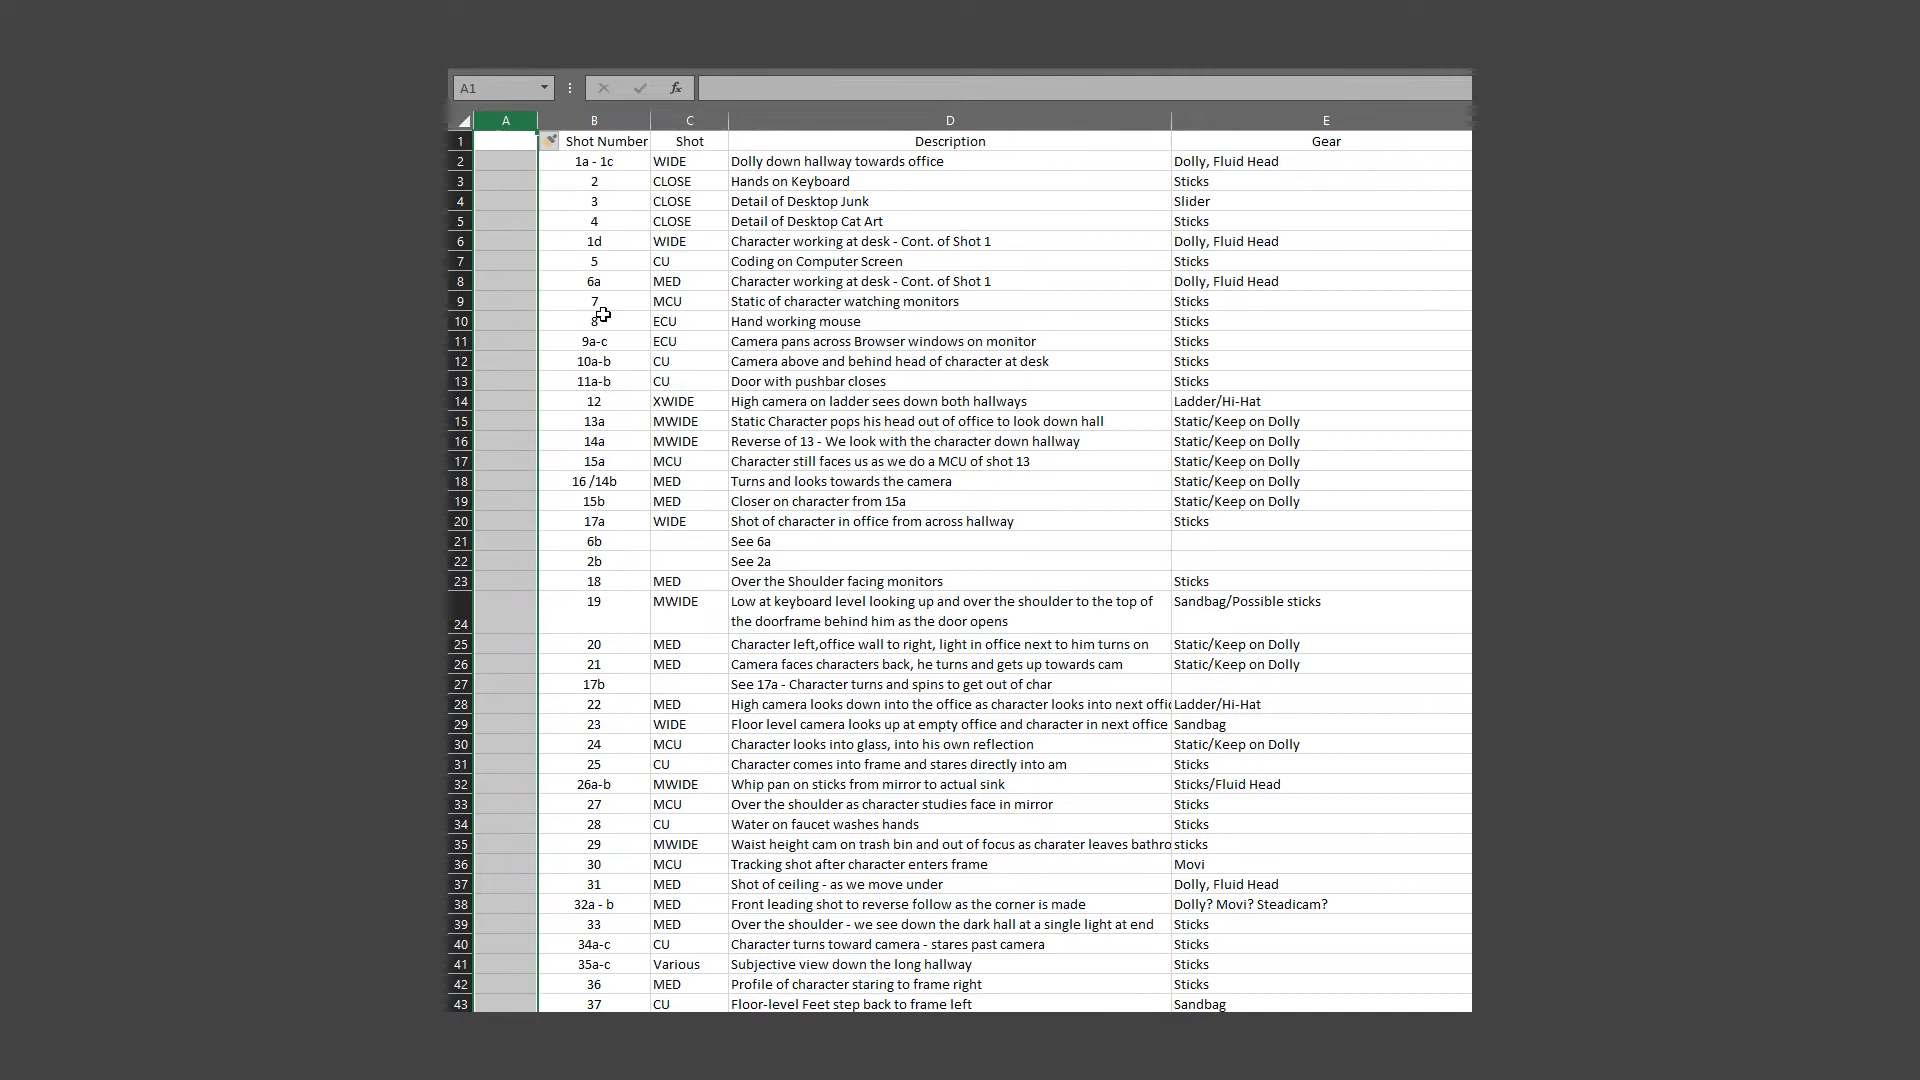 A1
fx
A B C D E
1 Shot Number Shot Description Gear
2 1a - 1c WIDE Dolly down hallway towards office Dolly, Fluid Head
3 2 CLOSE Hands on Keyboard Sticks
4 3 CLOSE Detail of Desktop Junk Slider
5 4 CLOSE Detail of Desktop Cat Art Sticks
6 1d WIDE Character working at desk - Cont. of Shot 1 Dolly, Fluid Head
7 5 CU Coding on Computer Screen Sticks
8 6a MED Character working at desk - Cont. of Shot 1 Dolly, Fluid Head
9 7 MCU Static of character watching monitors Sticks
10 8 ECU Hand working mouse Sticks
11 9a-c ECU Camera pans across Browser windows on monitor Sticks
12 10a-b CU Camera above and behind head of character at desk Sticks
13 11a-b CU Door with pushbar closes Sticks
14 12 XWIDE High camera on ladder sees down both hallways Ladder/Hi-Hat
15 13a MWIDE Static Character pops his head out of office to look down hall Static/Keep on Dolly
16 14a MWIDE Reverse of 13 - We look with the character down hallway Static/Keep on Dolly
17 15a MCU Character still faces us as we do a MCU of shot 13 Static/Keep on Dolly
18 16 /14b MED Turns and looks towards the camera Static/Keep on Dolly
19 15b MED Closer on character from 15a Static/Keep on Dolly
20 17a WIDE Shot of character in office from across hallway Sticks
21 6b See 6a
22 2b See 2a
23 18 MED Over the Shoulder facing monitors Sticks
19 MWIDE Low at keyboard level looking up and over the shoulder to the top of Sandbag/Possible sticks
24 the doorframe behind him as the door opens
25 20 MED Character left,office wall to right, light in office next to him turns on Static/Keep on Dolly
26 21 MED Camera faces characters back, he turns and gets up towards cam Static/Keep on Dolly
27 17b See 17a - Character turns and spins to get out of char
28 22 MED High camera looks down into the office as character looks into next offic Ladder/Hi-Hat
29 23 WIDE Floor level camera looks up at empty office and character in next office Sandbag
30 24 MCU Character looks into glass, into his own reflection Static/Keep on Dolly
31 25 CU Character comes into frame and stares directly into am Sticks
32 26a-b MWIDE Whip pan on sticks from mirror to actual sink Sticks/Fluid Head
33 27 MCU Over the shoulder as character studies face in mirror Sticks
34 28 CU Water on faucet washes hands Sticks
35 29 MWIDE Waist height cam on trash bin and out of focus as charater leaves bathro sticks
36 30 MCU Tracking shot after character enters frame Movi
37 31 MED Shot of ceiling - as we move under Dolly, Fluid Head
38 32a - b MED Front leading shot to reverse follow as the corner is made Dolly? Movi? Steadicam?
39 33 MED Over the shoulder - we see down the dark hall at a single light at end Sticks
40 34a-c CU Character turns toward camera - stares past camera Sticks
41 35a-c Various Subjective view down the long hallway Sticks
42 36 MED Profile of character staring to frame right Sticks
43 37 CU Floor-level Feet step back to frame left Sandbag